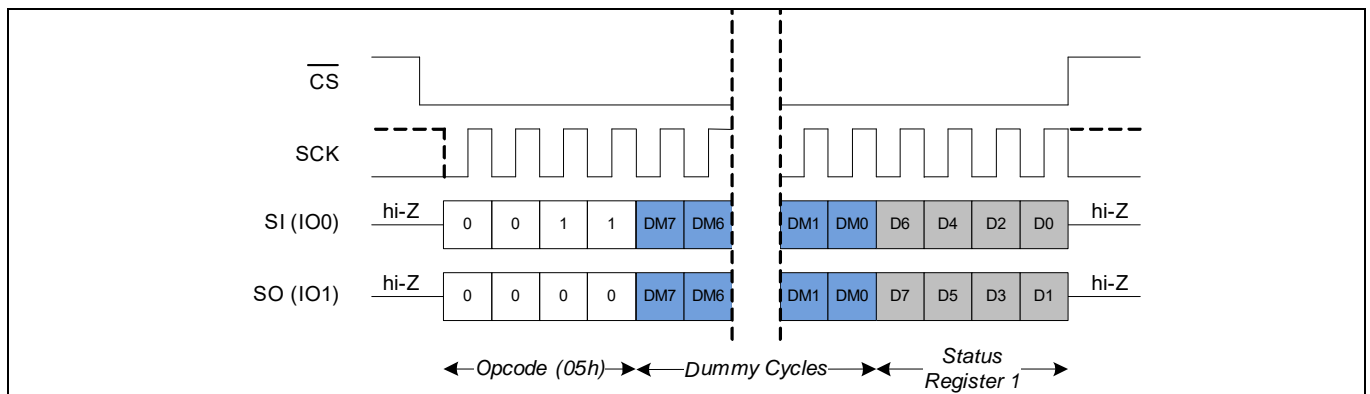 CS
SCK
SI (IO0) hi-Z 0 0 1 1 DM7 DM6 DM1 DM0 D6 D4 D2 D0 hi-Z
SO (IO1) hi-Z 0 0 0 0 DM7 DM6 DM1 DM0 D7 D5 D3 D1 hi-Z
Opcode (05h) Dummy Cycles Status
Register 1